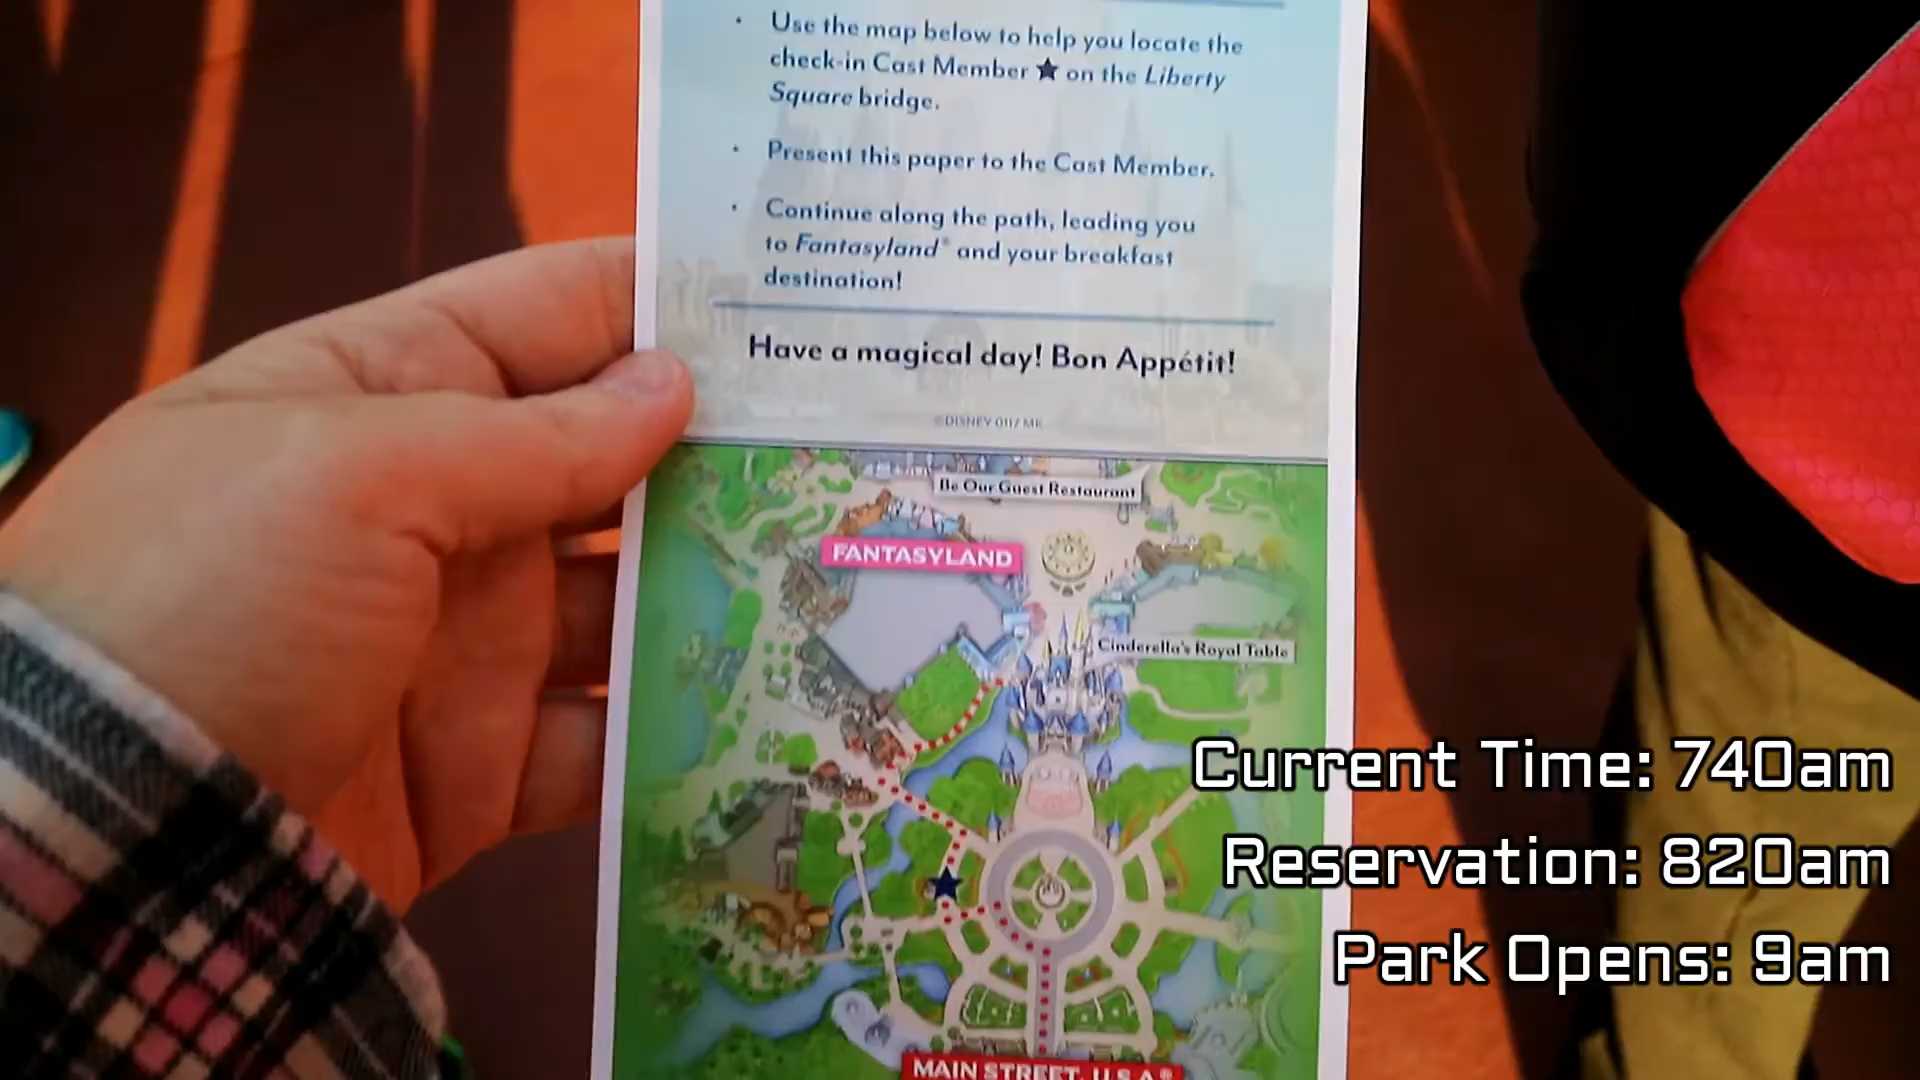 • Use the map below to help you locate the
check-in Cast Member ★ on the Liberty
Square bridge.
• Present this paper to the Cast Member.
• Continue along the path, leading you
to Fantasyland® and your breakfast
destination!
Have a magical day! Bon Appétit!
©DISNEY 0117 MK
Be Our Guest Restaurant
FANTASYLAND
Cinderella's Royal Table
MAIN STREET, U.S.A.®
Current Time: 740am
Reservation: 820am
Park Opens: 9am